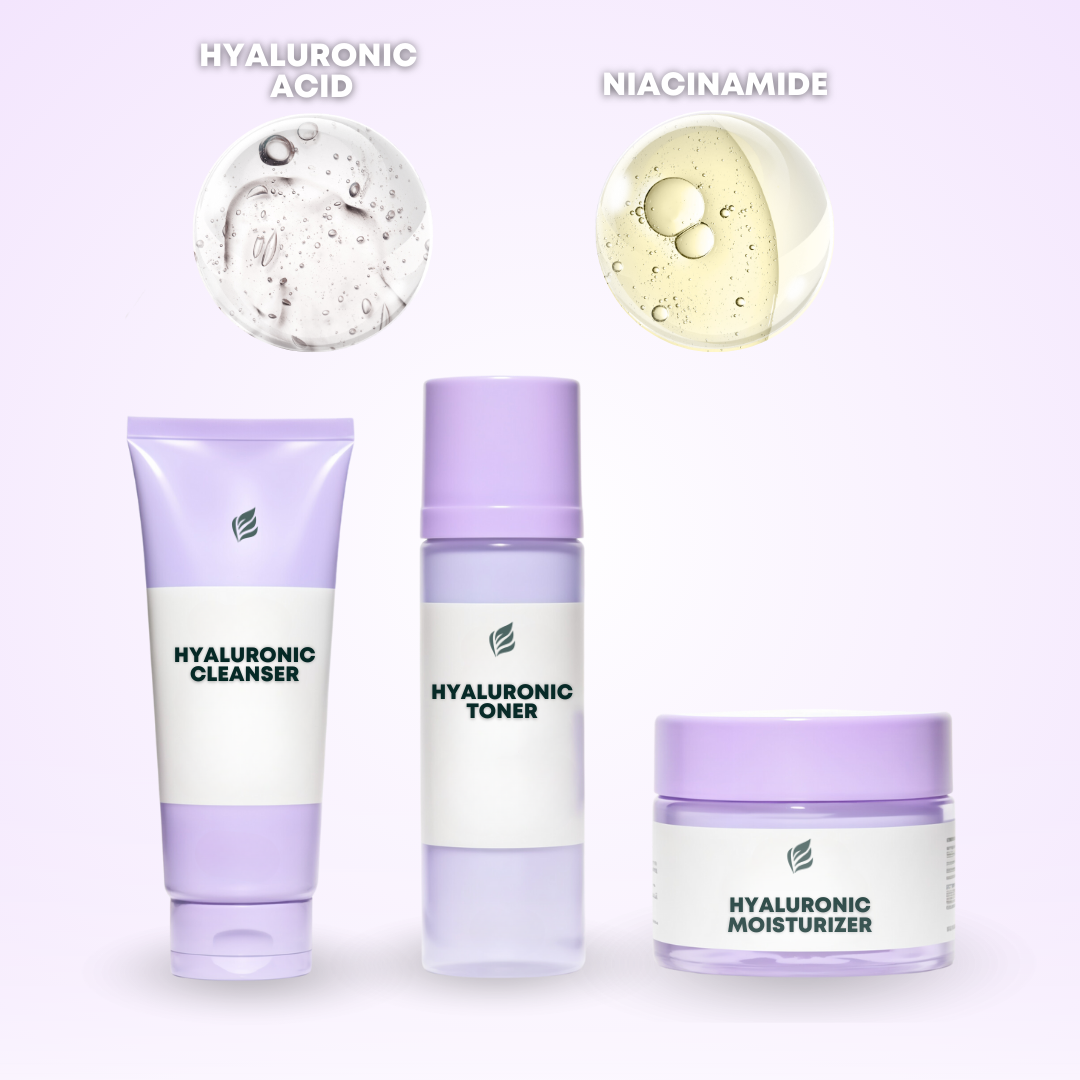 HYALURONIC
ACID
NIACINAMIDE
HYALURONIC
CLEANSER
HYALURONIC
TONER
HYALURONIC
MOISTURIZER